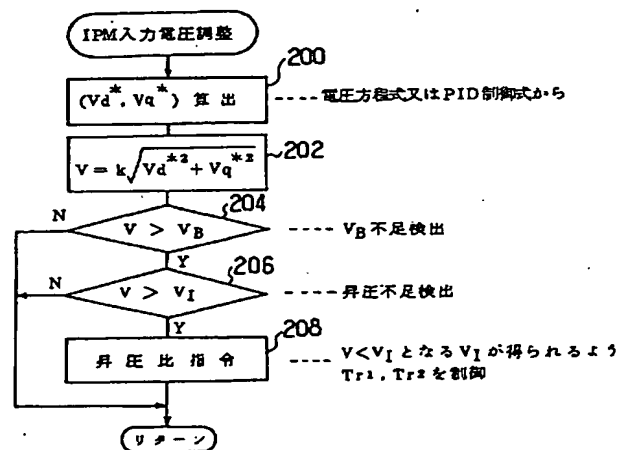 IPM入力電圧調整
200
(Vd*, Vq*) 算出
----電圧方程式又はPID制御式から
202
V = k√Vd*² + Vq*²
204
N
V > VB
----VB不足検出
Y
206
N
V > VI
----昇圧不足検出
Y
208
昇圧比指令
----V<VIとなるVIが得られるよう
Tr1, Tr2を制御
リターン